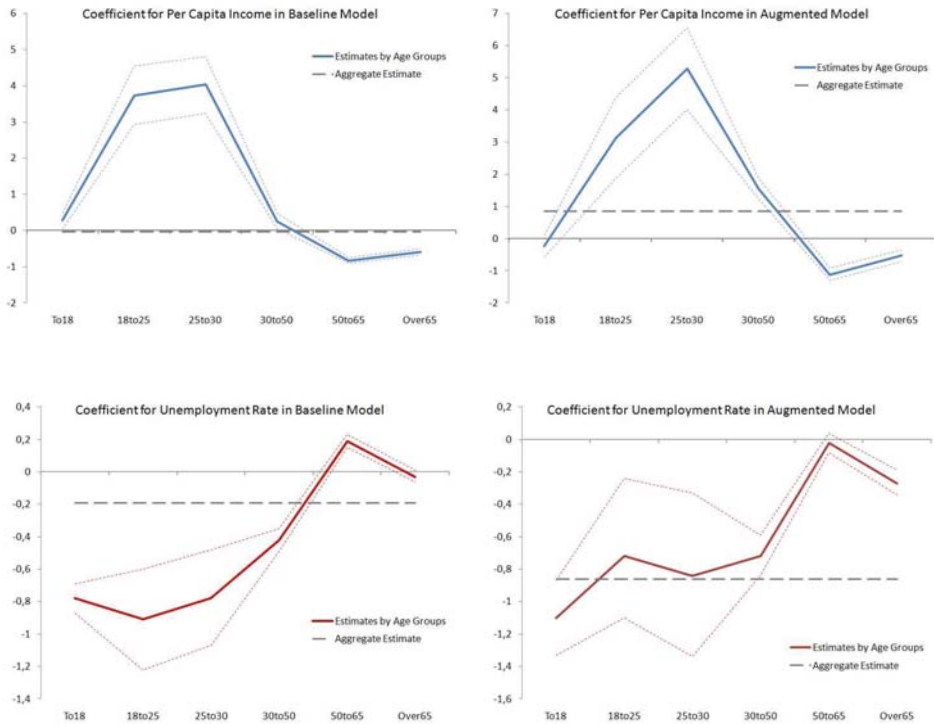 Coefficient for Per Capita Income in Baseline Model
6
5
4
3
2
1
0
-1
-2
Estimates by Age Groups
Aggregate Estimate
To18 18to25 25to30 30to50 50to65 Over65
Coefficient for Per Capita Income in Augmented Model
7
6
5
4
3
2
1
0
-1
-2
Estimates by Age Groups
Aggregate Estimate
To18 18to25 25to30 30to50 50to65 Over65
Coefficient for Unemployment Rate in Baseline Model
0,4
0,2
0
-0,2
-0,4
-0,6
-0,8
-1
-1,2
-1,4
Estimates by Age Groups
Aggregate Estimate
To18 18to25 25to30 30to50 50to65 Over65
Coefficient for Unemployment Rate in Augmented Model
0,2
0
-0,2
-0,4
-0,6
-0,8
-1
-1,2
-1,4
-1,6
Estimates by Age Groups
Aggregate Estimate
To18 18to25 25to30 30to50 50to65 Over65